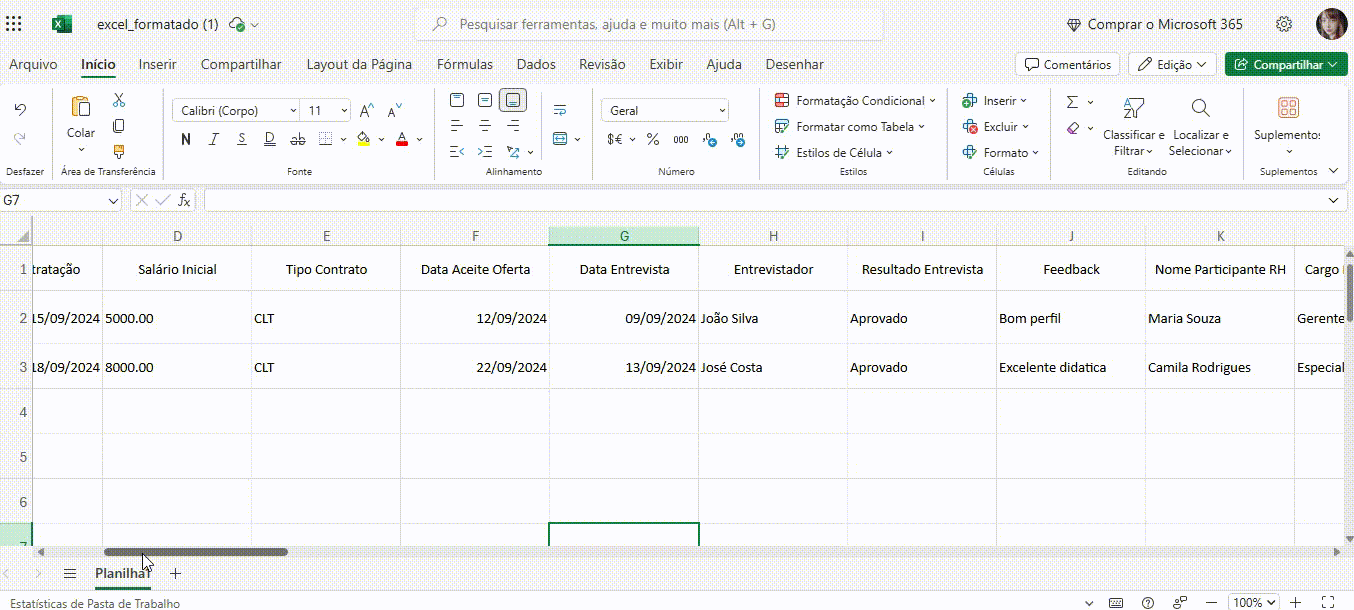 excel_formatado (1)
Pesquisar ferramentas, ajuda e muito mais (Alt + G)
Comprar o Microsoft 365
Arquivo Início Inserir Compartilhar Layout da Página Fórmulas Dados Revisão Exibir Ajuda Desenhar
Comentários Edição Compartilhar
Colar
Calibri (Corpo) 11
N I S D ab A
Geral
$€ % 000
Formatação Condicional
Formatar como Tabela
Estilos de Célula
Inserir
Excluir
Formato
Classificar e Filtrar
Localizar e Selecionar
Suplementos
Desfazer Área de Transferência Fonte Alinhamento Número Estilos Células Editando Suplementos
G7 fx
D E F G H I J K
1 tratação Salário Inicial Tipo Contrato Data Aceite Oferta Data Entrevista Entrevistador Resultado Entrevista Feedback Nome Participante RH Cargo
2 15/09/2024 5000.00 CLT 12/09/2024 09/09/2024 João Silva Aprovado Bom perfil Maria Souza Gerente
3 18/09/2024 8000.00 CLT 22/09/2024 13/09/2024 José Costa Aprovado Excelente didatica Camila Rodrigues Especial
4
5
6
7
Planilha1
Estatísticas de Pasta de Trabalho 100%